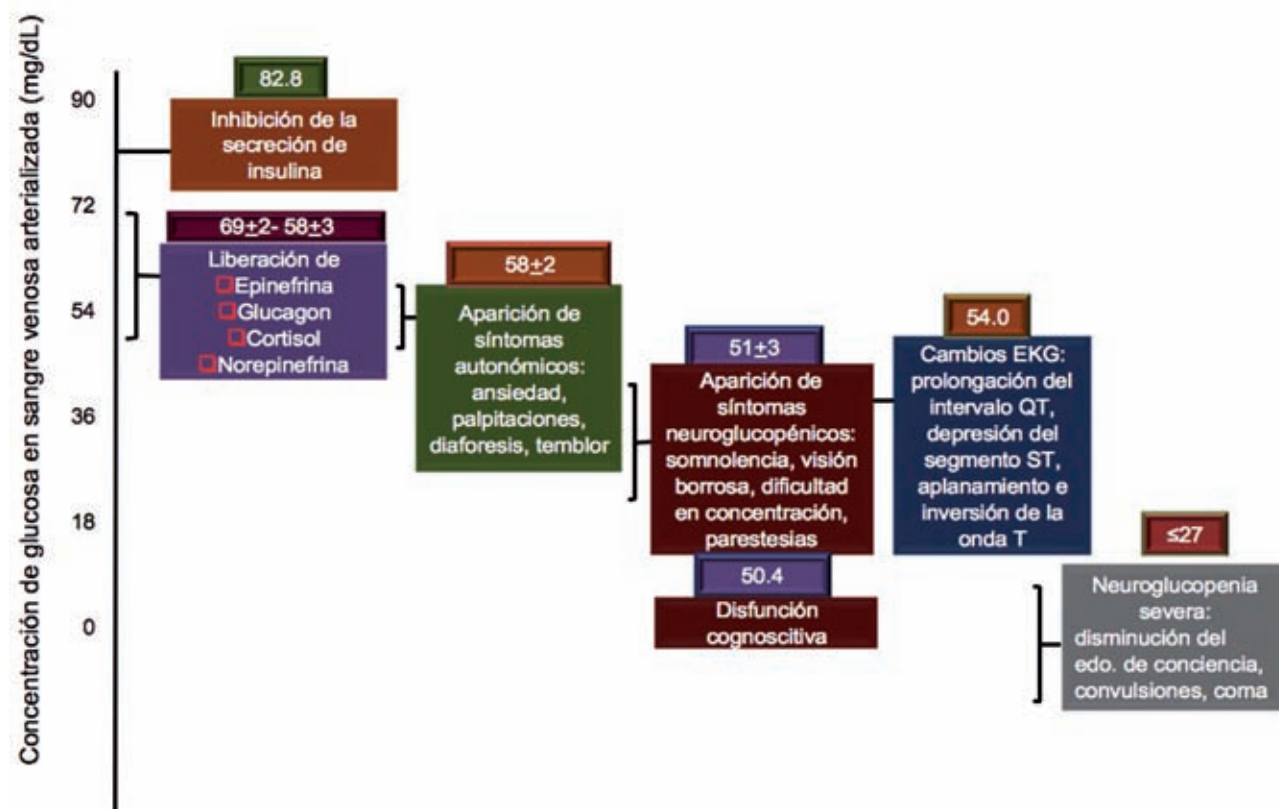 Concentración de glucosa en sangre venosa arterializada (mg/dL)
90
72
54
36
18
0
82.8
Inhibición de la
secreción de
insulina
69±2- 58±3
Liberación de
Epinefrina
Glucagon
Cortisol
Norepinefrina
58±2
Aparición de
síntomas
autonómicos:
ansiedad,
palpitaciones,
diaforesis, temblor
51±3
Aparición de
síntomas
neuroglucopénicos:
somnolencia, visión
borrosa, dificultad
en concentración,
parestesias
50.4
Disfunción
cognoscitiva
54.0
Cambios EKG:
prolongación del
intervalo QT,
depresión del
segmento ST,
aplanamiento e
inversión de la
onda T
≤27
Neuroglucopenia
severa:
disminución del
edo. de conciencia,
convulsiones, coma